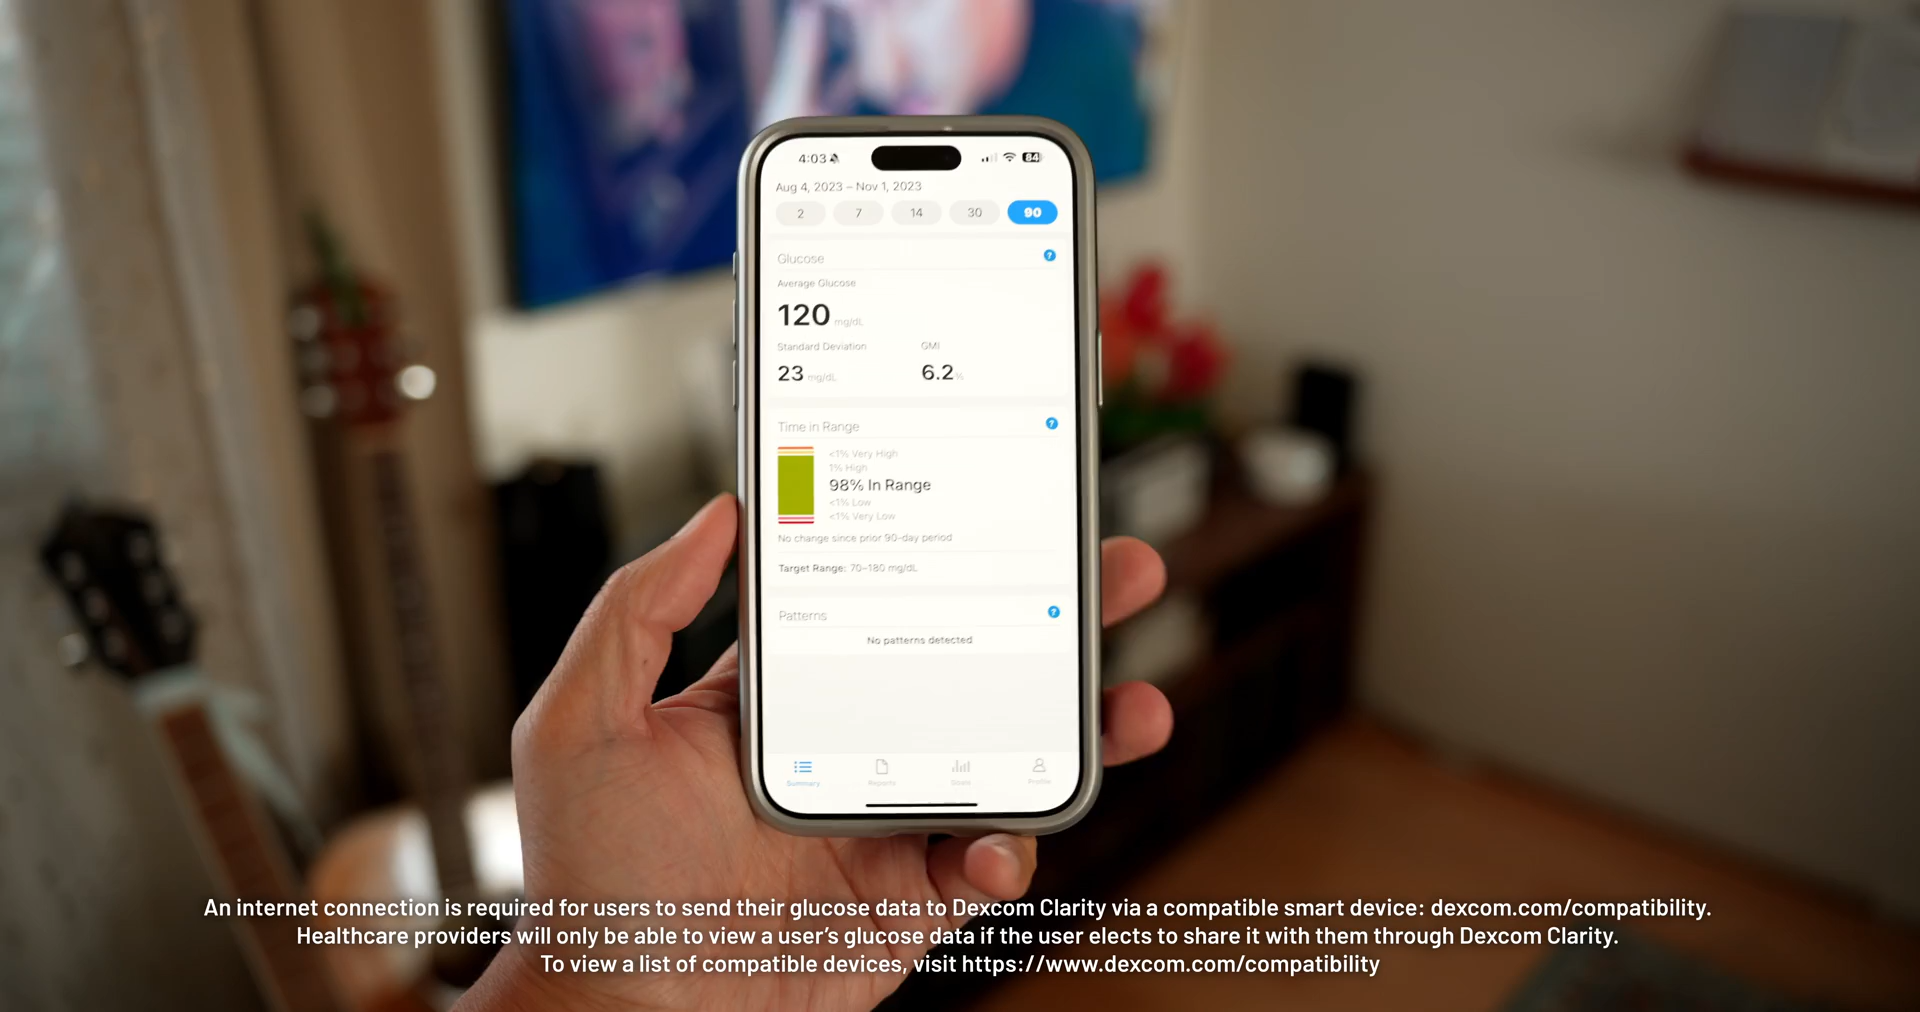 4:03
84
Aug 4, 2023 – Nov 1, 2023
2 7 14 30 90
Glucose ?
Average Glucose
120 mg/dL
Standard Deviation GMI
23 mg/dL 6.2%
Time in Range ?
<1% Very High
1% High
98% In Range
<1% Low
<1% Very Low
No change since prior 90-day period
Target Range: 70–180 mg/dL
Patterns ?
No patterns detected
Summary Reports Goals Profile
An internet connection is required for users to send their glucose data to Dexcom Clarity via a compatible smart device: dexcom.com/compatibility.
Healthcare providers will only be able to view a user’s glucose data if the user elects to share it with them through Dexcom Clarity.
To view a list of compatible devices, visit https://www.dexcom.com/compatibility